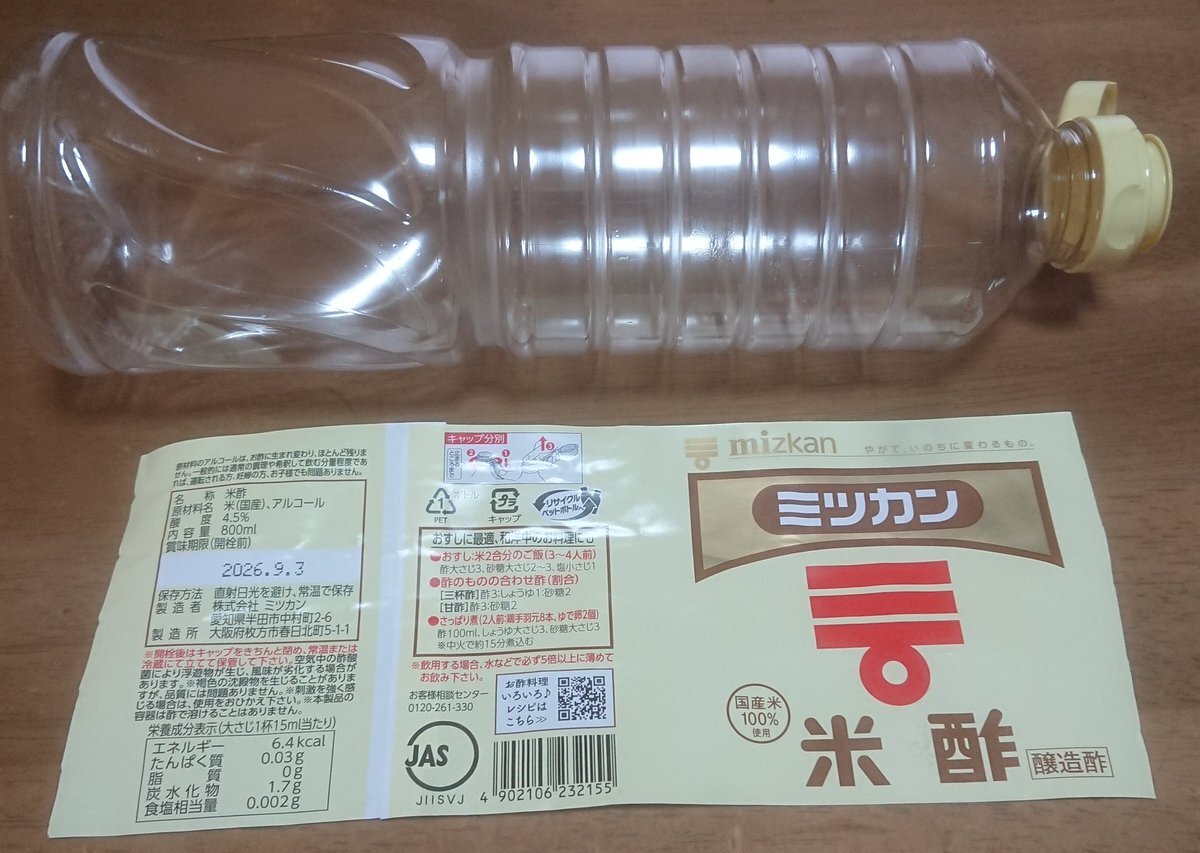 原材料のアルコールは、お酢に生まれ変わり、ほとんど残りま
せん。一般的には通常の調理や希釈して飲む分量程度であ
れば、運転される方、妊婦の方、お子様でも問題ありません。
名称 米酢
原材料名 米(国産)、アルコール
酸度 4.5%
内容量 800ml
賞味期限(開栓前)
2026.9.3
保存方法 直射日光を避け、常温で保存
製造者 株式会社 ミツカン
愛知県半田市中村町2-6
製造所 大阪府枚方市春日北町5-1-1
※開栓後はキャップをきちんと閉め、常温または
冷蔵にて立てて保管して下さい。空気中の酢酸
菌により浮遊物が生じ、風味が劣化する場合が
あります。※褐色の沈殿物を生じることがありま
すが、品質には問題ありません。※刺激を強く感
じる場合は、使用をおひかえ下さい。※本製品の
容器は酢で溶けることはありません。
栄養成分表示(大さじ1杯15ml当たり)
エネルギー 6.4kcal
たんぱく質 0.03g
脂質 0g
炭水化物 1.7g
食塩相当量 0.002g
キャップ分別
止まる
ところまで
2 1 3
1 ボトル
PET
プラ
キャップ
リサイクル
ペットボトルへ
おすしに最適、和洋中のお料理にも
●おすし:米2合分のご飯(3〜4人前)
酢大さじ3、砂糖大さじ2〜3、塩小さじ1
●酢のものの合わせ酢(割合)
[三杯酢] 酢3:しょうゆ1:砂糖2
[甘酢] 酢3:砂糖2
●さっぱり煮(2人前:鶏手羽元8本、ゆで卵2個)
酢100ml、しょうゆ大さじ3、砂糖大さじ3
※中火で約15分煮込む
※飲用する場合、水などで必ず5倍以上に薄めて
お飲み下さい。
お客様相談センター
0120-261-330
お酢料理
いろいろ♪
レシピは
こちら≫
JAS
JIISVJ
4 902106 232155
mizkan
やがて、いのちに変わるもの。
ミツカン
国産米
100%
使用
米酢
醸造酢